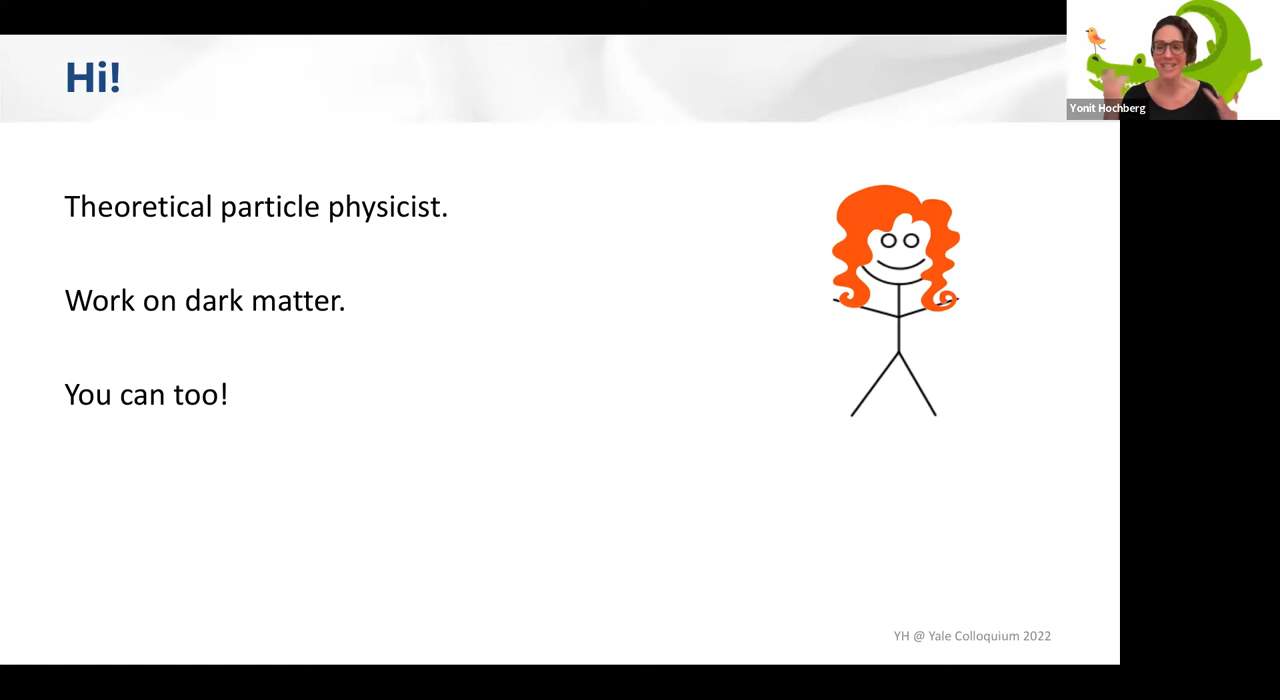 Hi!
Yonit Hochberg
Theoretical particle physicist.
Work on dark matter.
You can too!
YH @ Yale Colloquium 2022